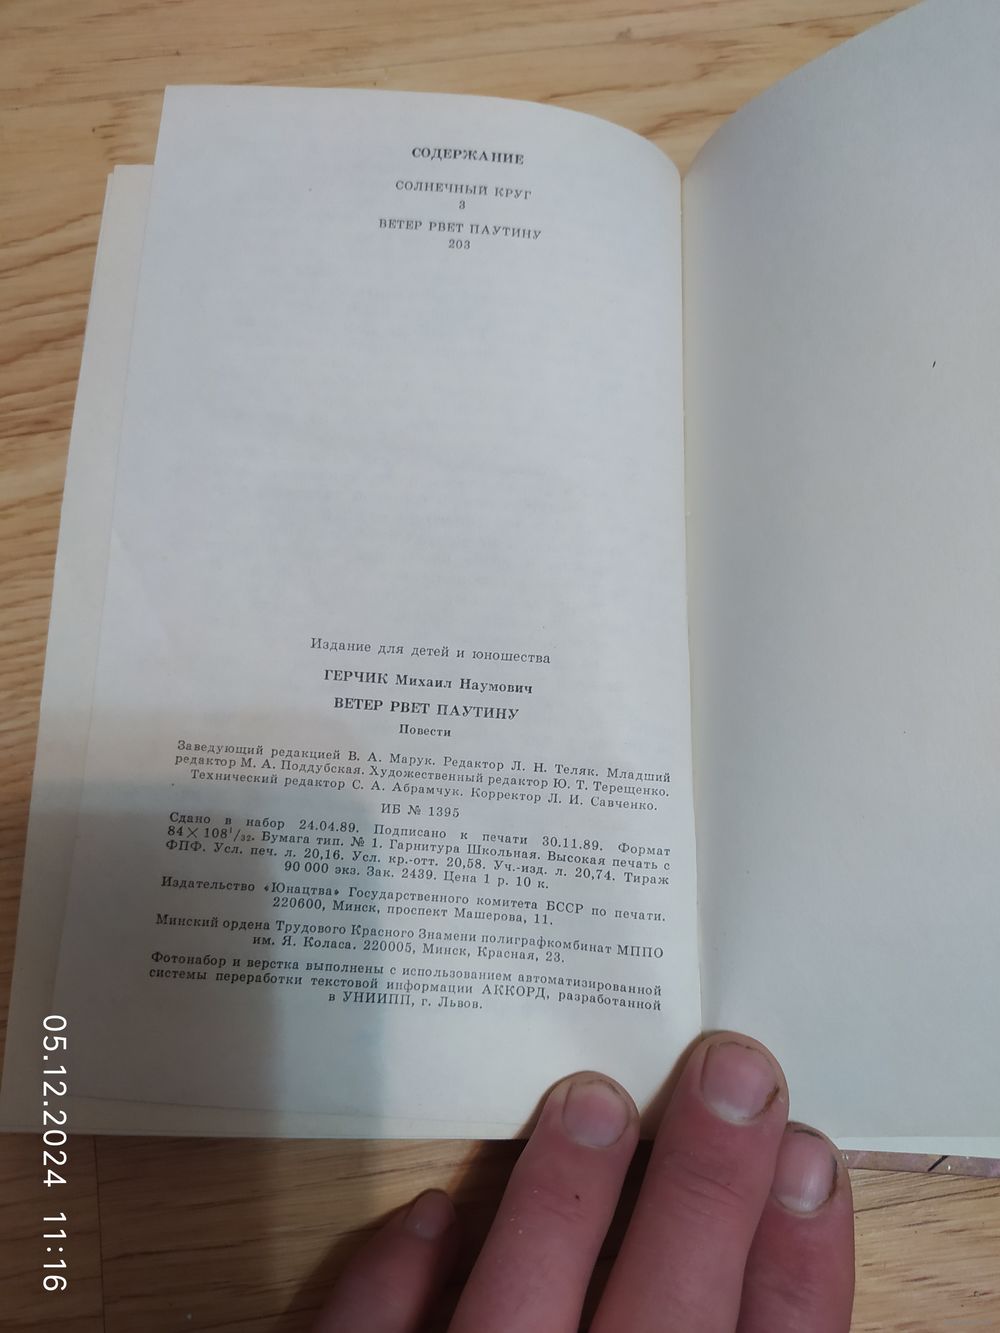 СОДЕРЖАНИЕ
СОЛНЕЧНЫЙ КРУГ
3
ВЕТЕР РВЕТ ПАУТИНУ
203
Издание для детей и юношества
ГЕРЧИК Михаил Наумович
ВЕТЕР РВЕТ ПАУТИНУ
Повести
Заведующий редакцией В. А. Марук. Редактор Л. Н. Теляк. Младший
редактор М. А. Поддубская. Художественный редактор Ю. Т. Терещенко.
Технический редактор С. А. Абрамчук. Корректор Л. И. Савченко.
ИБ № 1395
Сдано в набор 24.04.89. Подписано к печати 30.11.89. Формат
84×108¹/₃₂. Бумага тип. № 1. Гарнитура Школьная. Высокая печать с
ФПФ. Усл. печ. л. 20,16. Усл. кр.-отт. 20,58. Уч.-изд. л. 20,74. Тираж
90 000 экз. Зак. 2439. Цена 1 р. 10 к.
Издательство «Юнацтва» Государственного комитета БССР по печати.
220600, Минск, проспект Машерова, 11.
Минский ордена Трудового Красного Знамени полиграфкомбинат МППО
им. Я. Коласа. 220005, Минск, Красная, 23.
Фотонабор и верстка выполнены с использованием автоматизированной
системы переработки текстовой информации АККОРД, разработанной
в УНИИПП, г. Львов.
05.12.2024 11:16